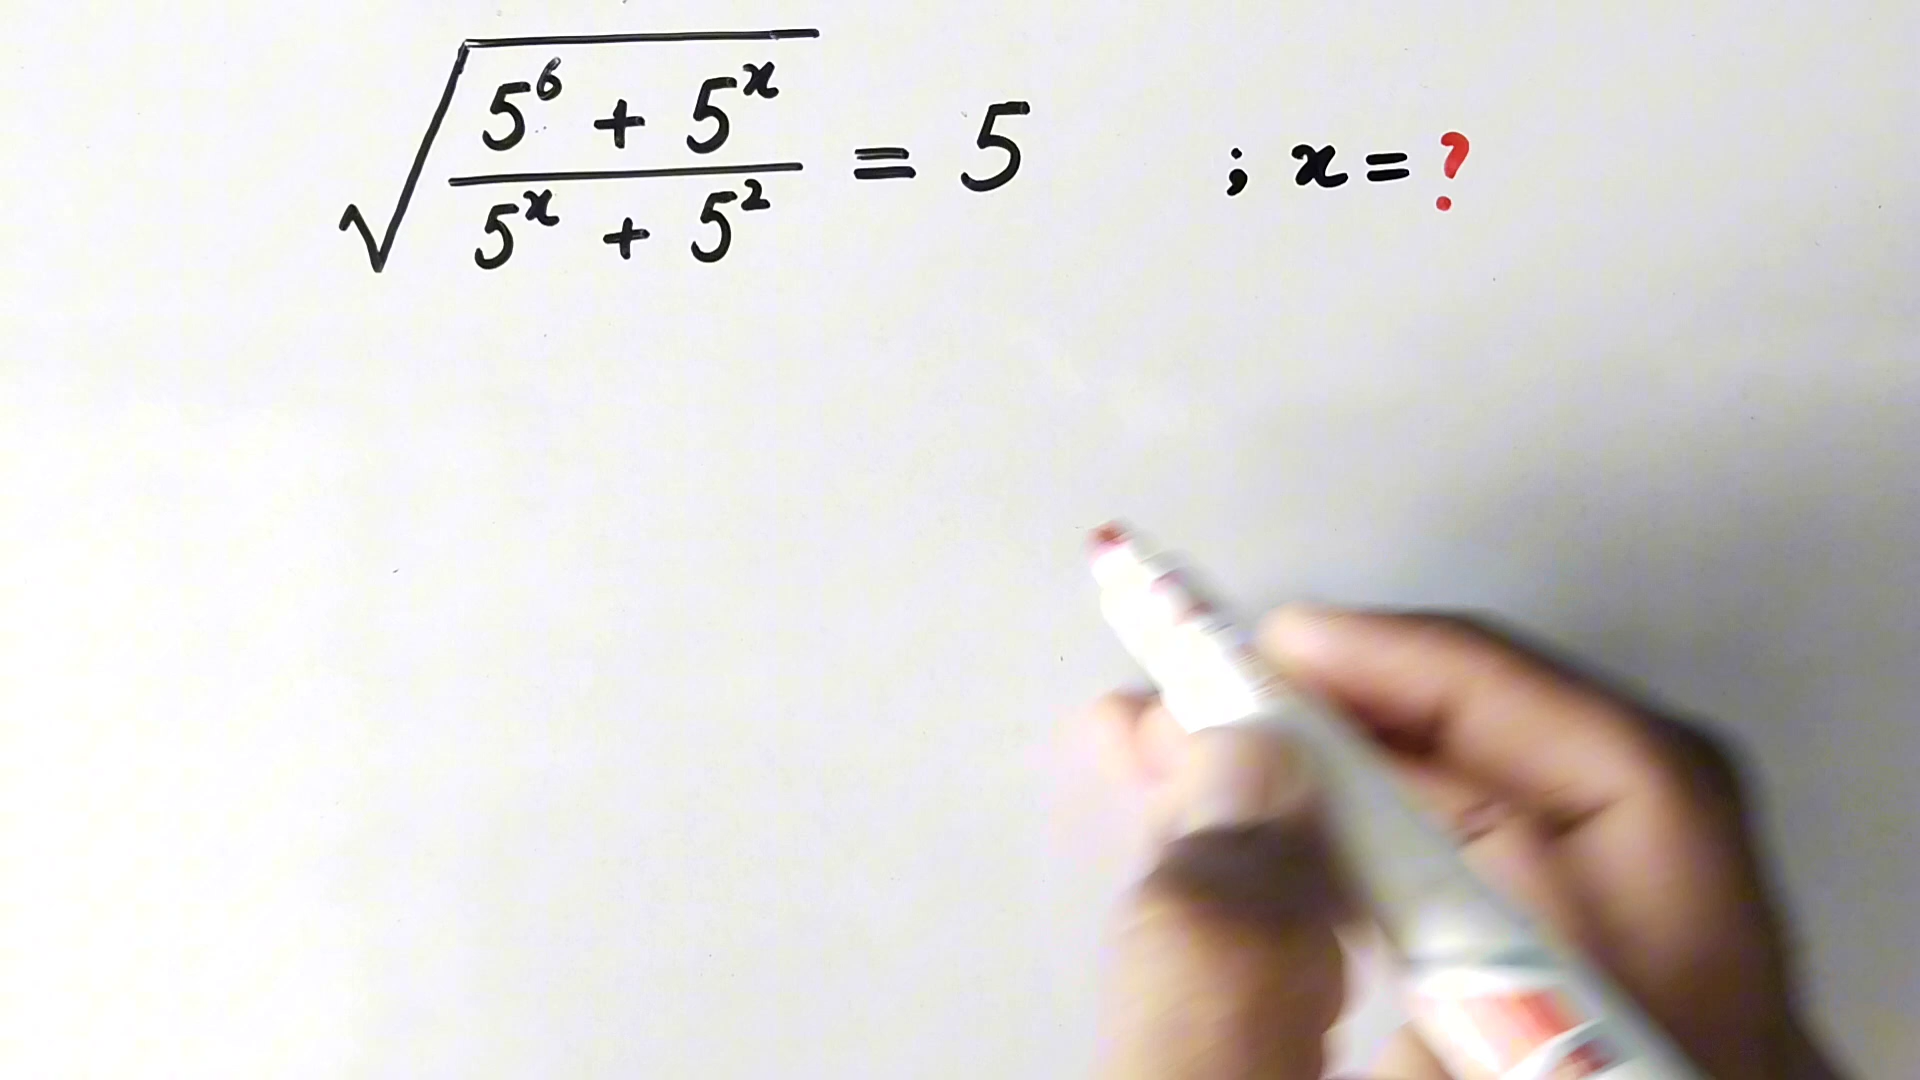 √((5⁶ + 5ˣ)/(5ˣ + 5²)) = 5 ; x = ?